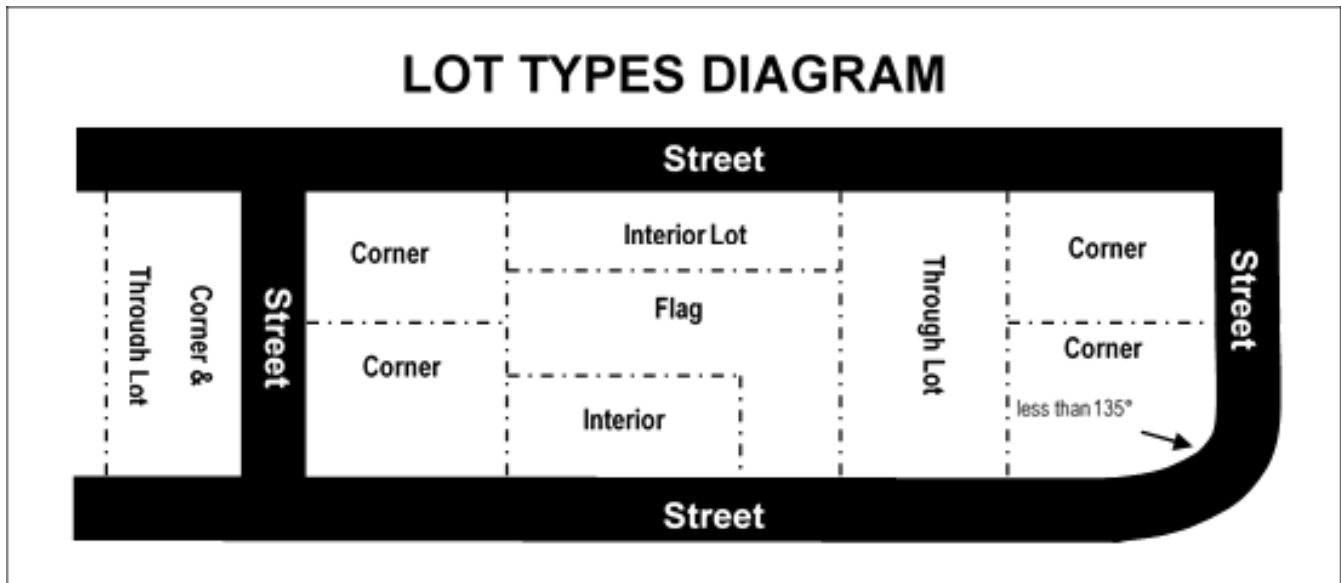 LOT TYPES DIAGRAM
Street
Corner
Interior Lot
Corner
Through Lot
Corner &
Street
Flag
Through Lot
Street
Corner
Corner
less than 135°
Interior
Street